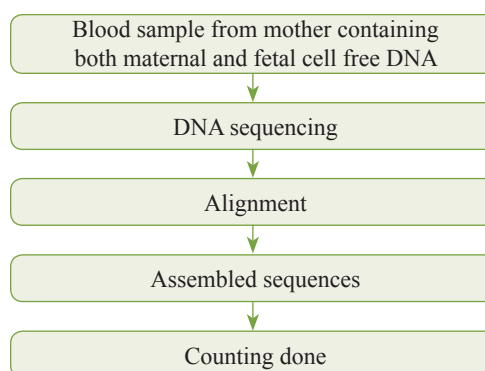 Blood sample from mother containing
both maternal and fetal cell free DNA
DNA sequencing
Alignment
Assembled sequences
Counting done